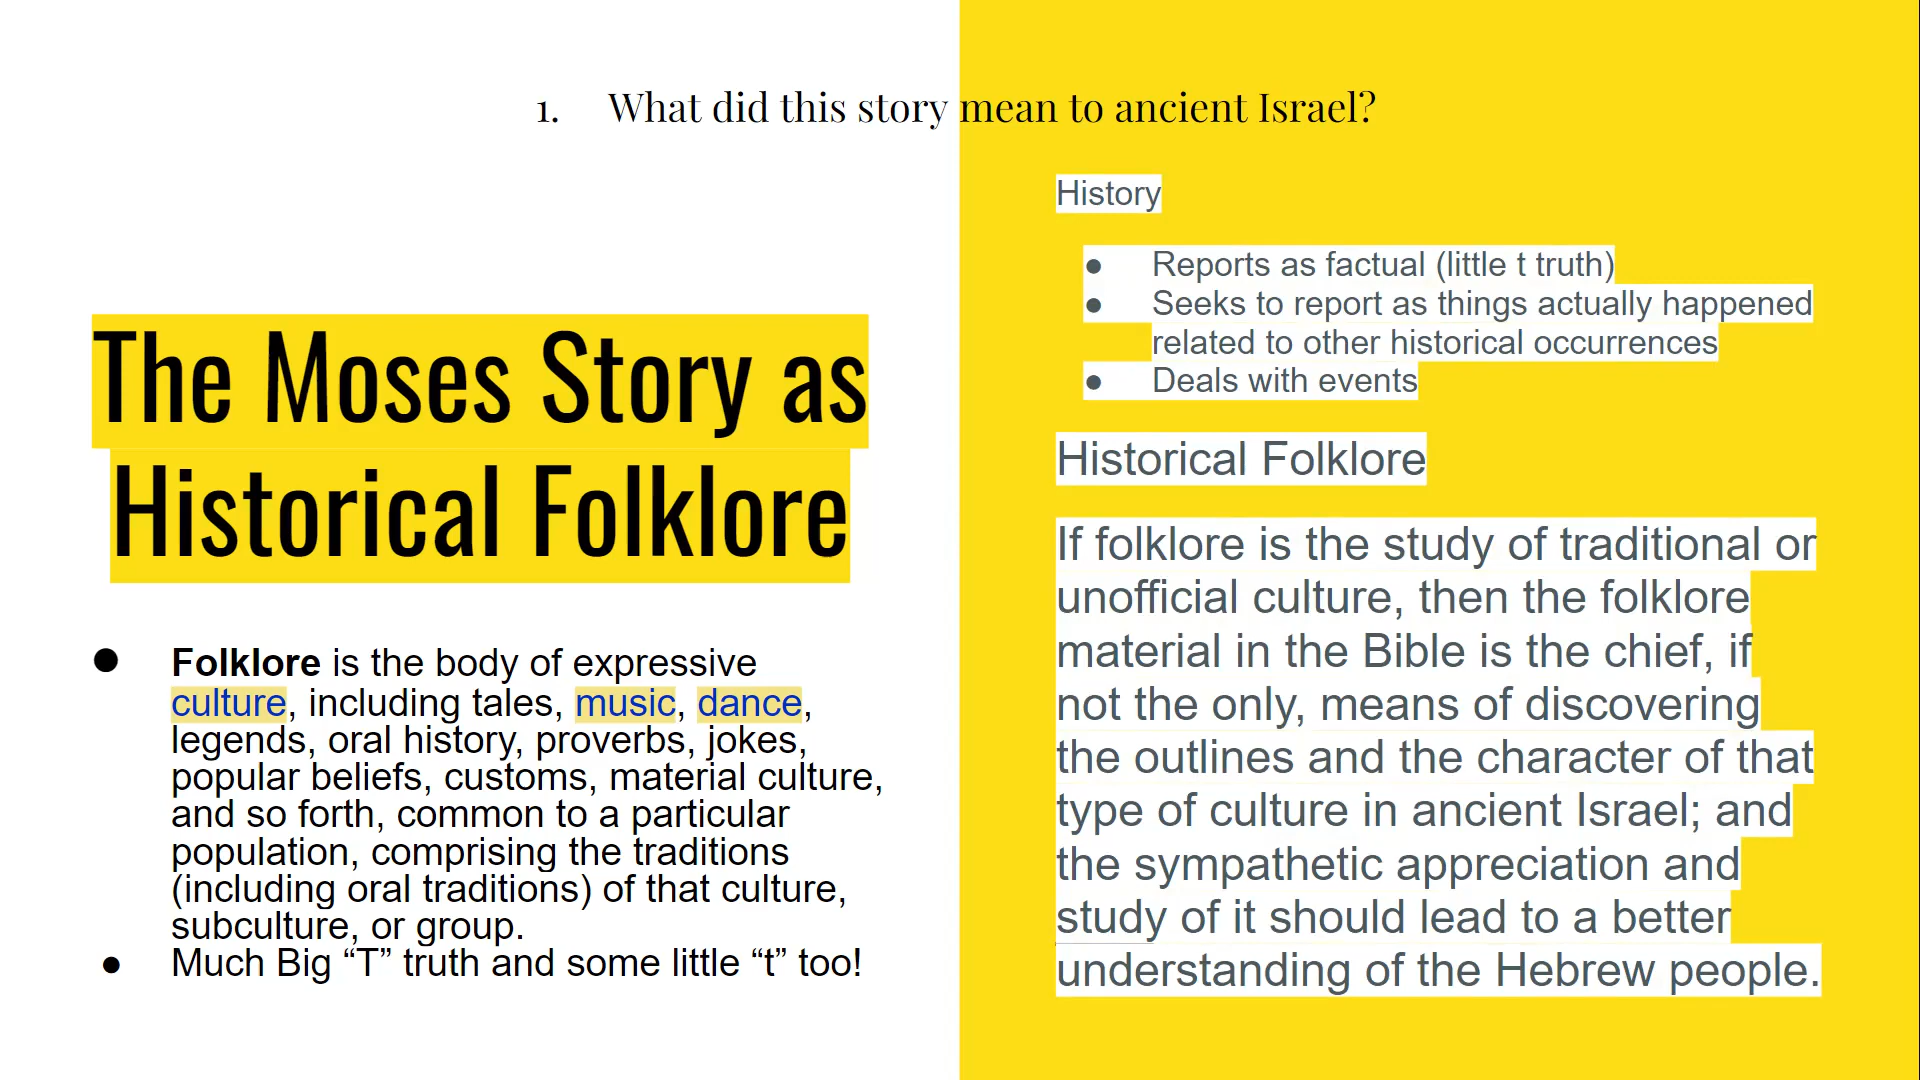 1. What did this story mean to ancient Israel?
The Moses Story as
Historical Folklore
● Folklore is the body of expressive
culture, including tales, music, dance,
legends, oral history, proverbs, jokes,
popular beliefs, customs, material culture,
and so forth, common to a particular
population, comprising the traditions
(including oral traditions) of that culture,
subculture, or group.
● Much Big “T” truth and some little “t” too!
History
● Reports as factual (little t truth)
● Seeks to report as things actually happened
related to other historical occurrences
● Deals with events
Historical Folklore
If folklore is the study of traditional or
unofficial culture, then the folklore
material in the Bible is the chief, if
not the only, means of discovering
the outlines and the character of that
type of culture in ancient Israel; and
the sympathetic appreciation and
study of it should lead to a better
understanding of the Hebrew people.